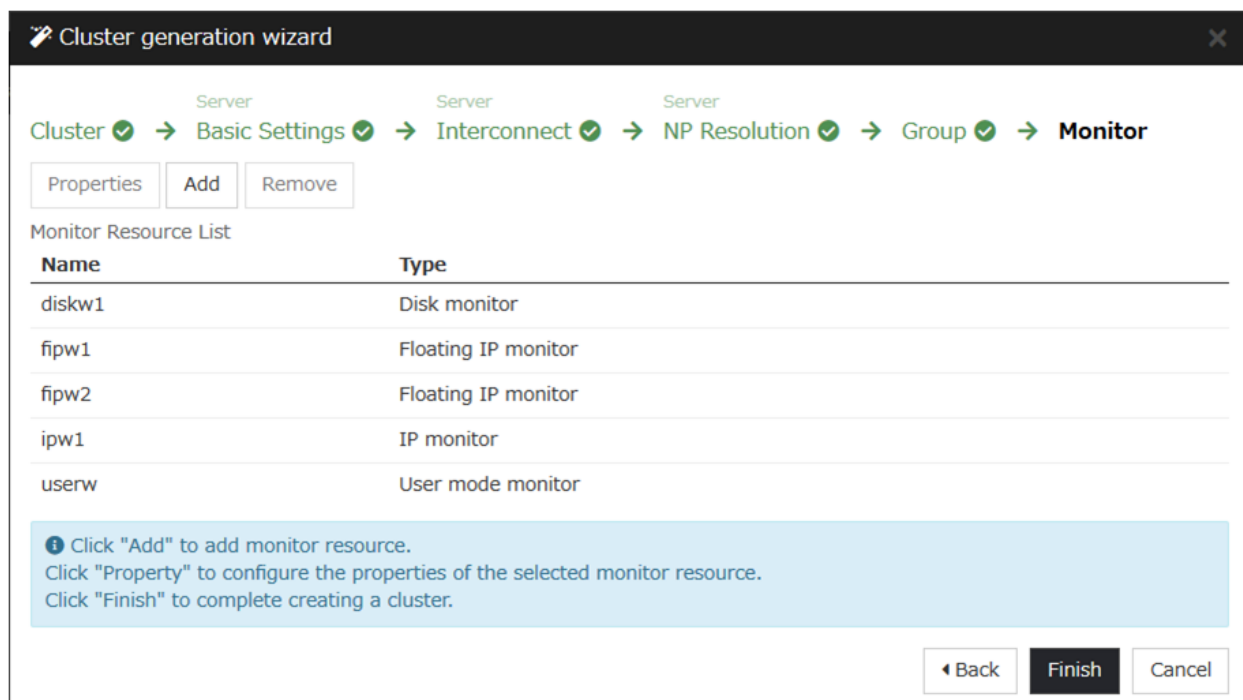 Cluster generation wizard
Server Server Server
Cluster Basic Settings Interconnect NP Resolution Group Monitor
Properties Add Remove
Monitor Resource List
Name Type
diskw1 Disk monitor
fipw1 Floating IP monitor
fipw2 Floating IP monitor
ipw1 IP monitor
userw User mode monitor
Click "Add" to add monitor resource.
Click "Property" to configure the properties of the selected monitor resource.
Click "Finish" to complete creating a cluster.
Back Finish Cancel